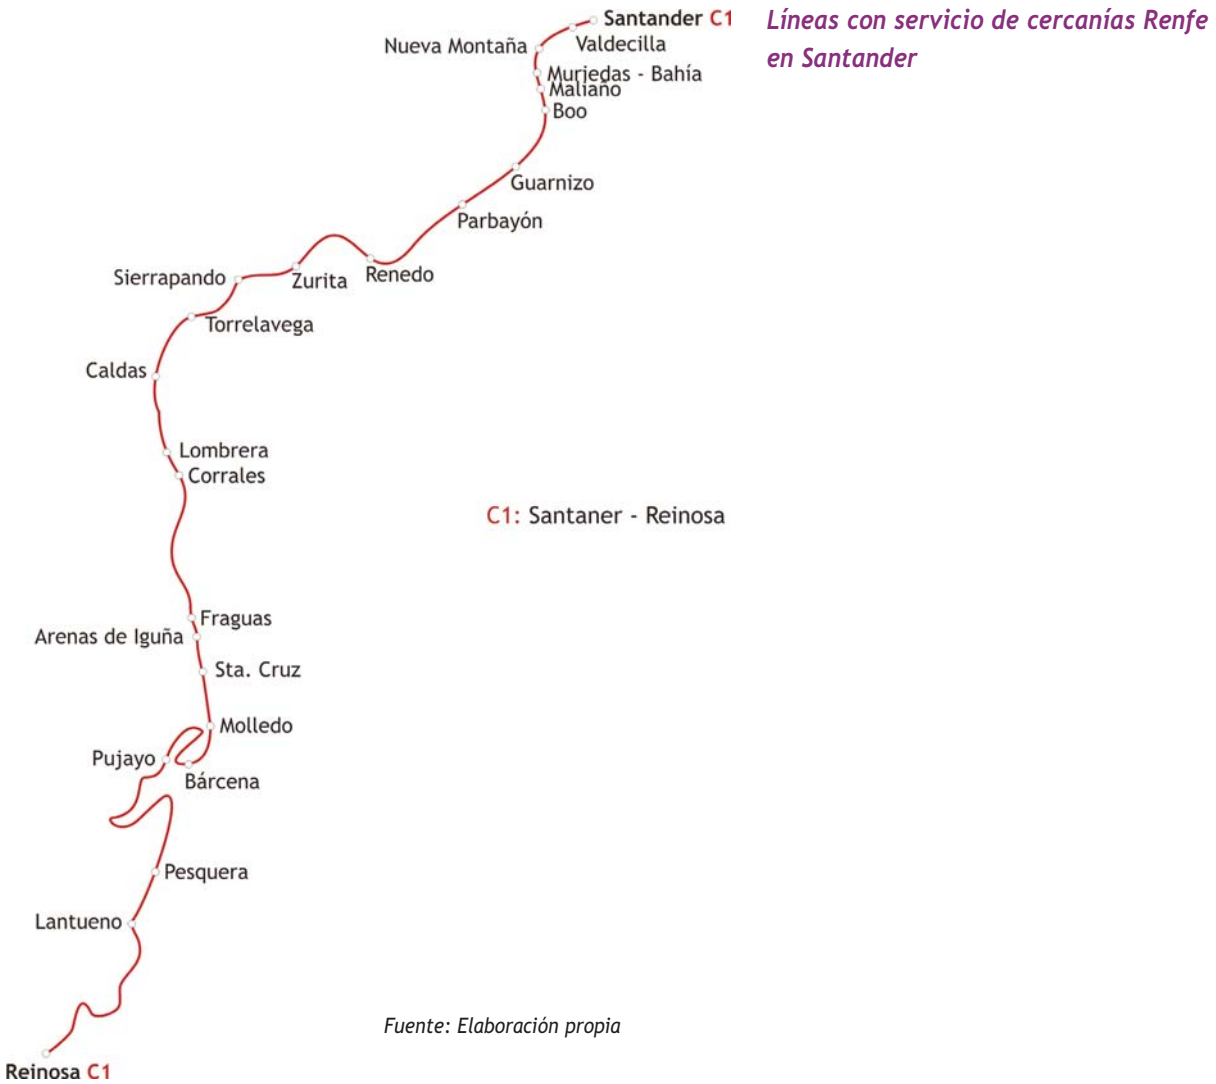 Santander C1
Líneas con servicio de cercanías Renfe
en Santander
Valdecilla
Nueva Montaña
Muriedas - Bahía
Maliaño
Boo
Guarnizo
Parbayón
Renedo
Zurita
Sierrapando
Torrelavega
Caldas
Lombrera
Corrales
C1: Santaner - Reinosa
Fraguas
Arenas de Iguña
Sta. Cruz
Molledo
Pujayo
Bárcena
Pesquera
Lantueno
Fuente: Elaboración propia
Reinosa C1